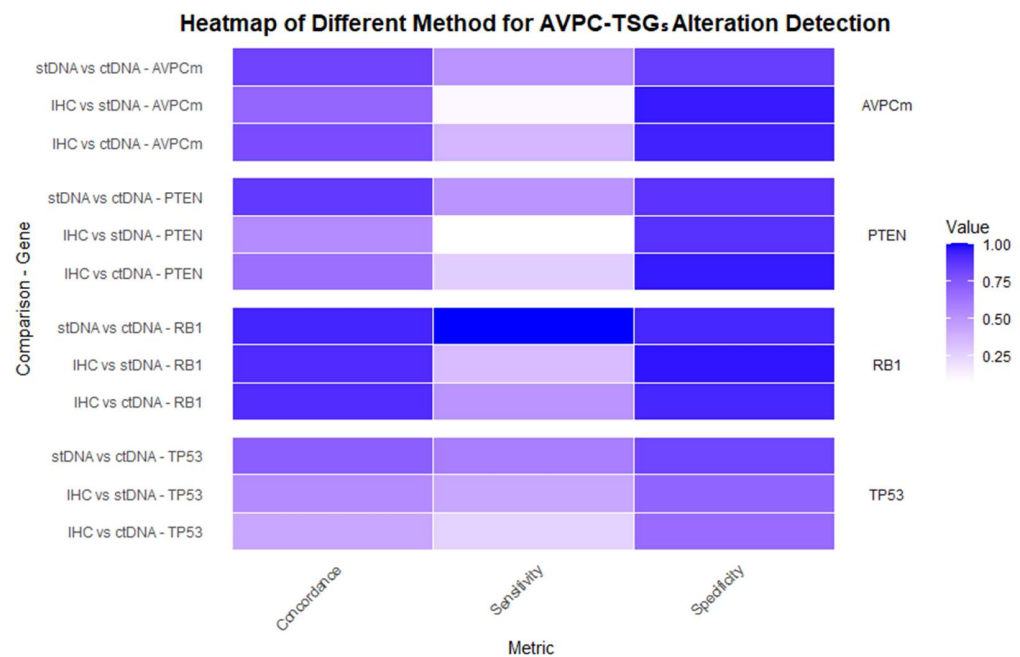 Heatmap of Different Method for AVPC-TSGs Alteration Detection
stDNA vs ctDNA - AVPCm
IHC vs stDNA - AVPCm
IHC vs ctDNA - AVPCm
AVPCm
stDNA vs ctDNA - PTEN
IHC vs stDNA - PTEN
IHC vs ctDNA - PTEN
PTEN
stDNA vs ctDNA - RB1
IHC vs stDNA - RB1
IHC vs ctDNA - RB1
RB1
stDNA vs ctDNA - TP53
IHC vs stDNA - TP53
IHC vs ctDNA - TP53
TP53
Comparison - Gene
Concordance
Sensitivity
Specificity
Metric
Value
1.00
0.75
0.50
0.25